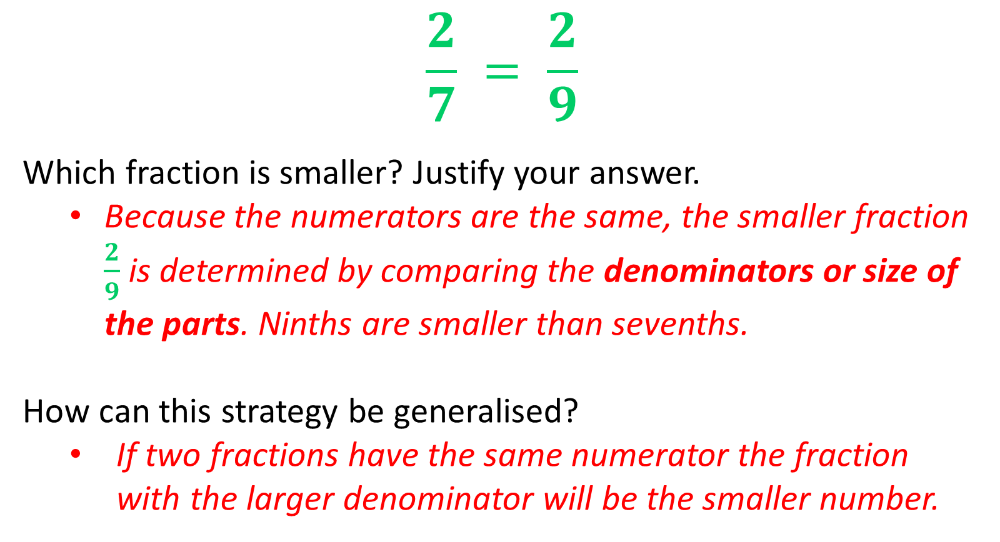 2/7 = 2/9
Which fraction is smaller? Justify your answer.
• Because the numerators are the same, the smaller fraction
2/9 is determined by comparing the denominators or size of
the parts. Ninths are smaller than sevenths.
How can this strategy be generalised?
• If two fractions have the same numerator the fraction
with the larger denominator will be the smaller number.